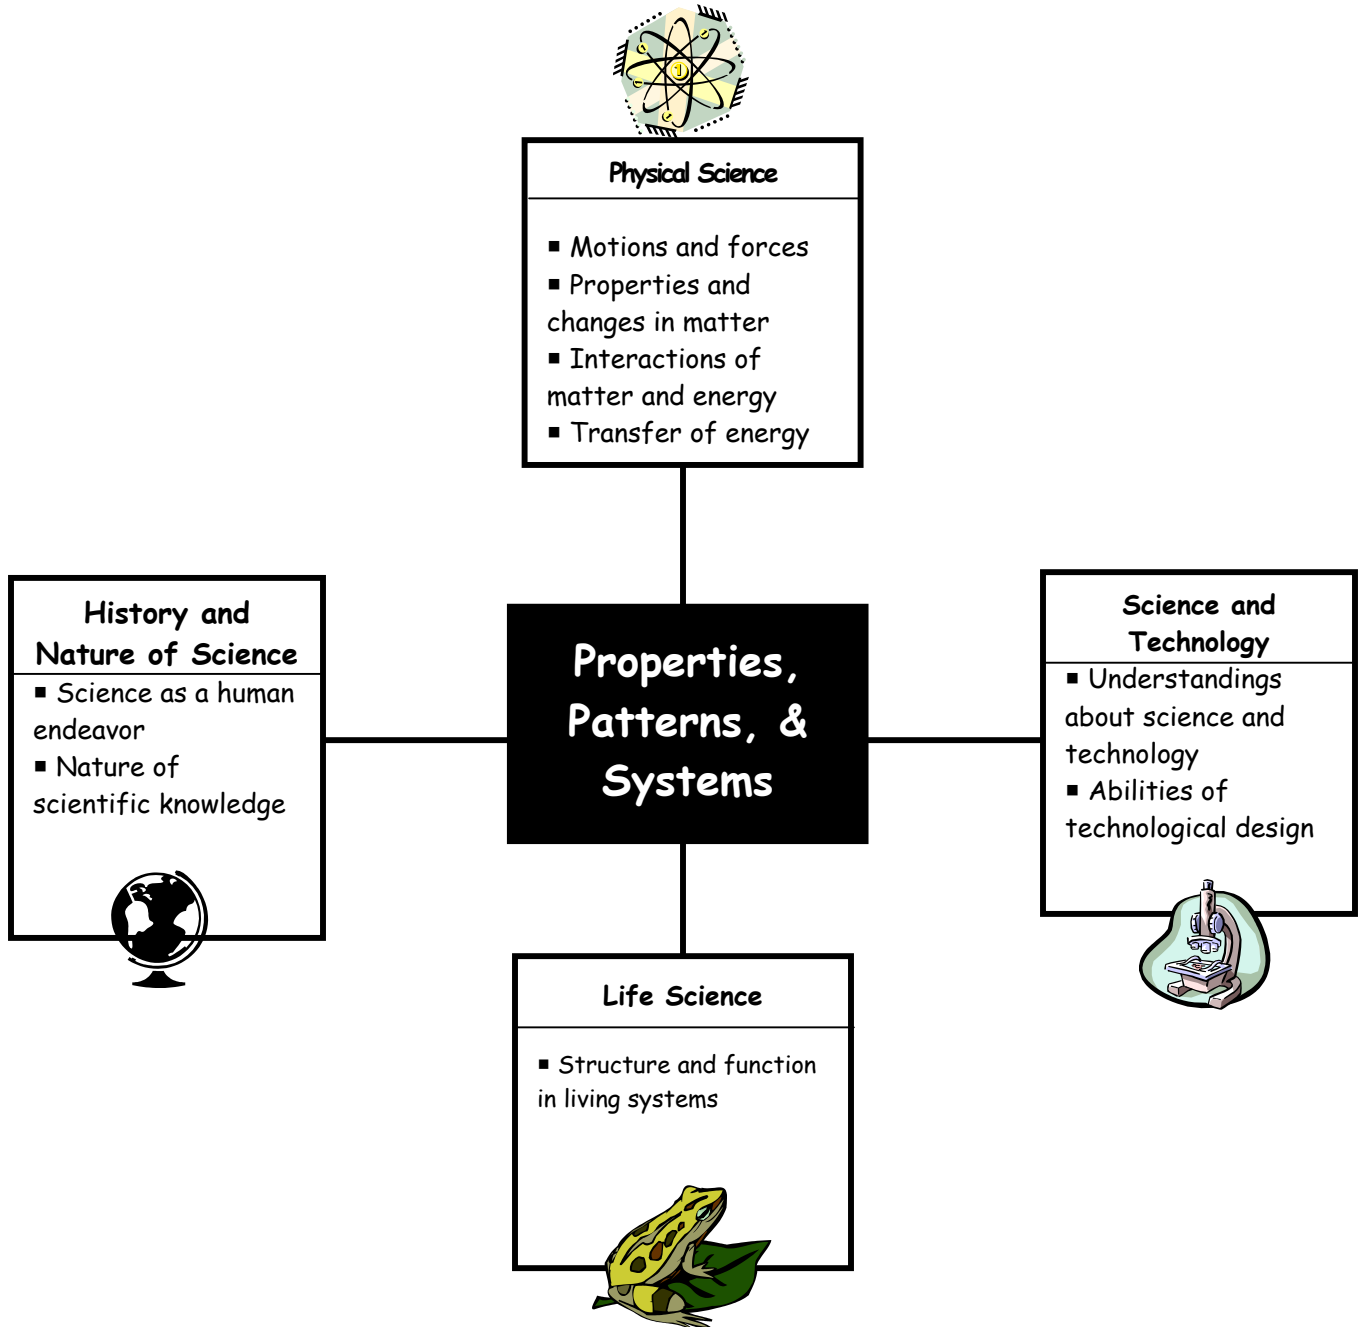 Physical Science
▪ Motions and forces
▪ Properties and
changes in matter
▪ Interactions of
matter and energy
▪ Transfer of energy
History and
Nature of Science
▪ Science as a human
endeavor
▪ Nature of
scientific knowledge
Properties,
Patterns, &
Systems
Science and
Technology
▪ Understandings
about science and
technology
▪ Abilities of
technological design
Life Science
▪ Structure and function
in living systems